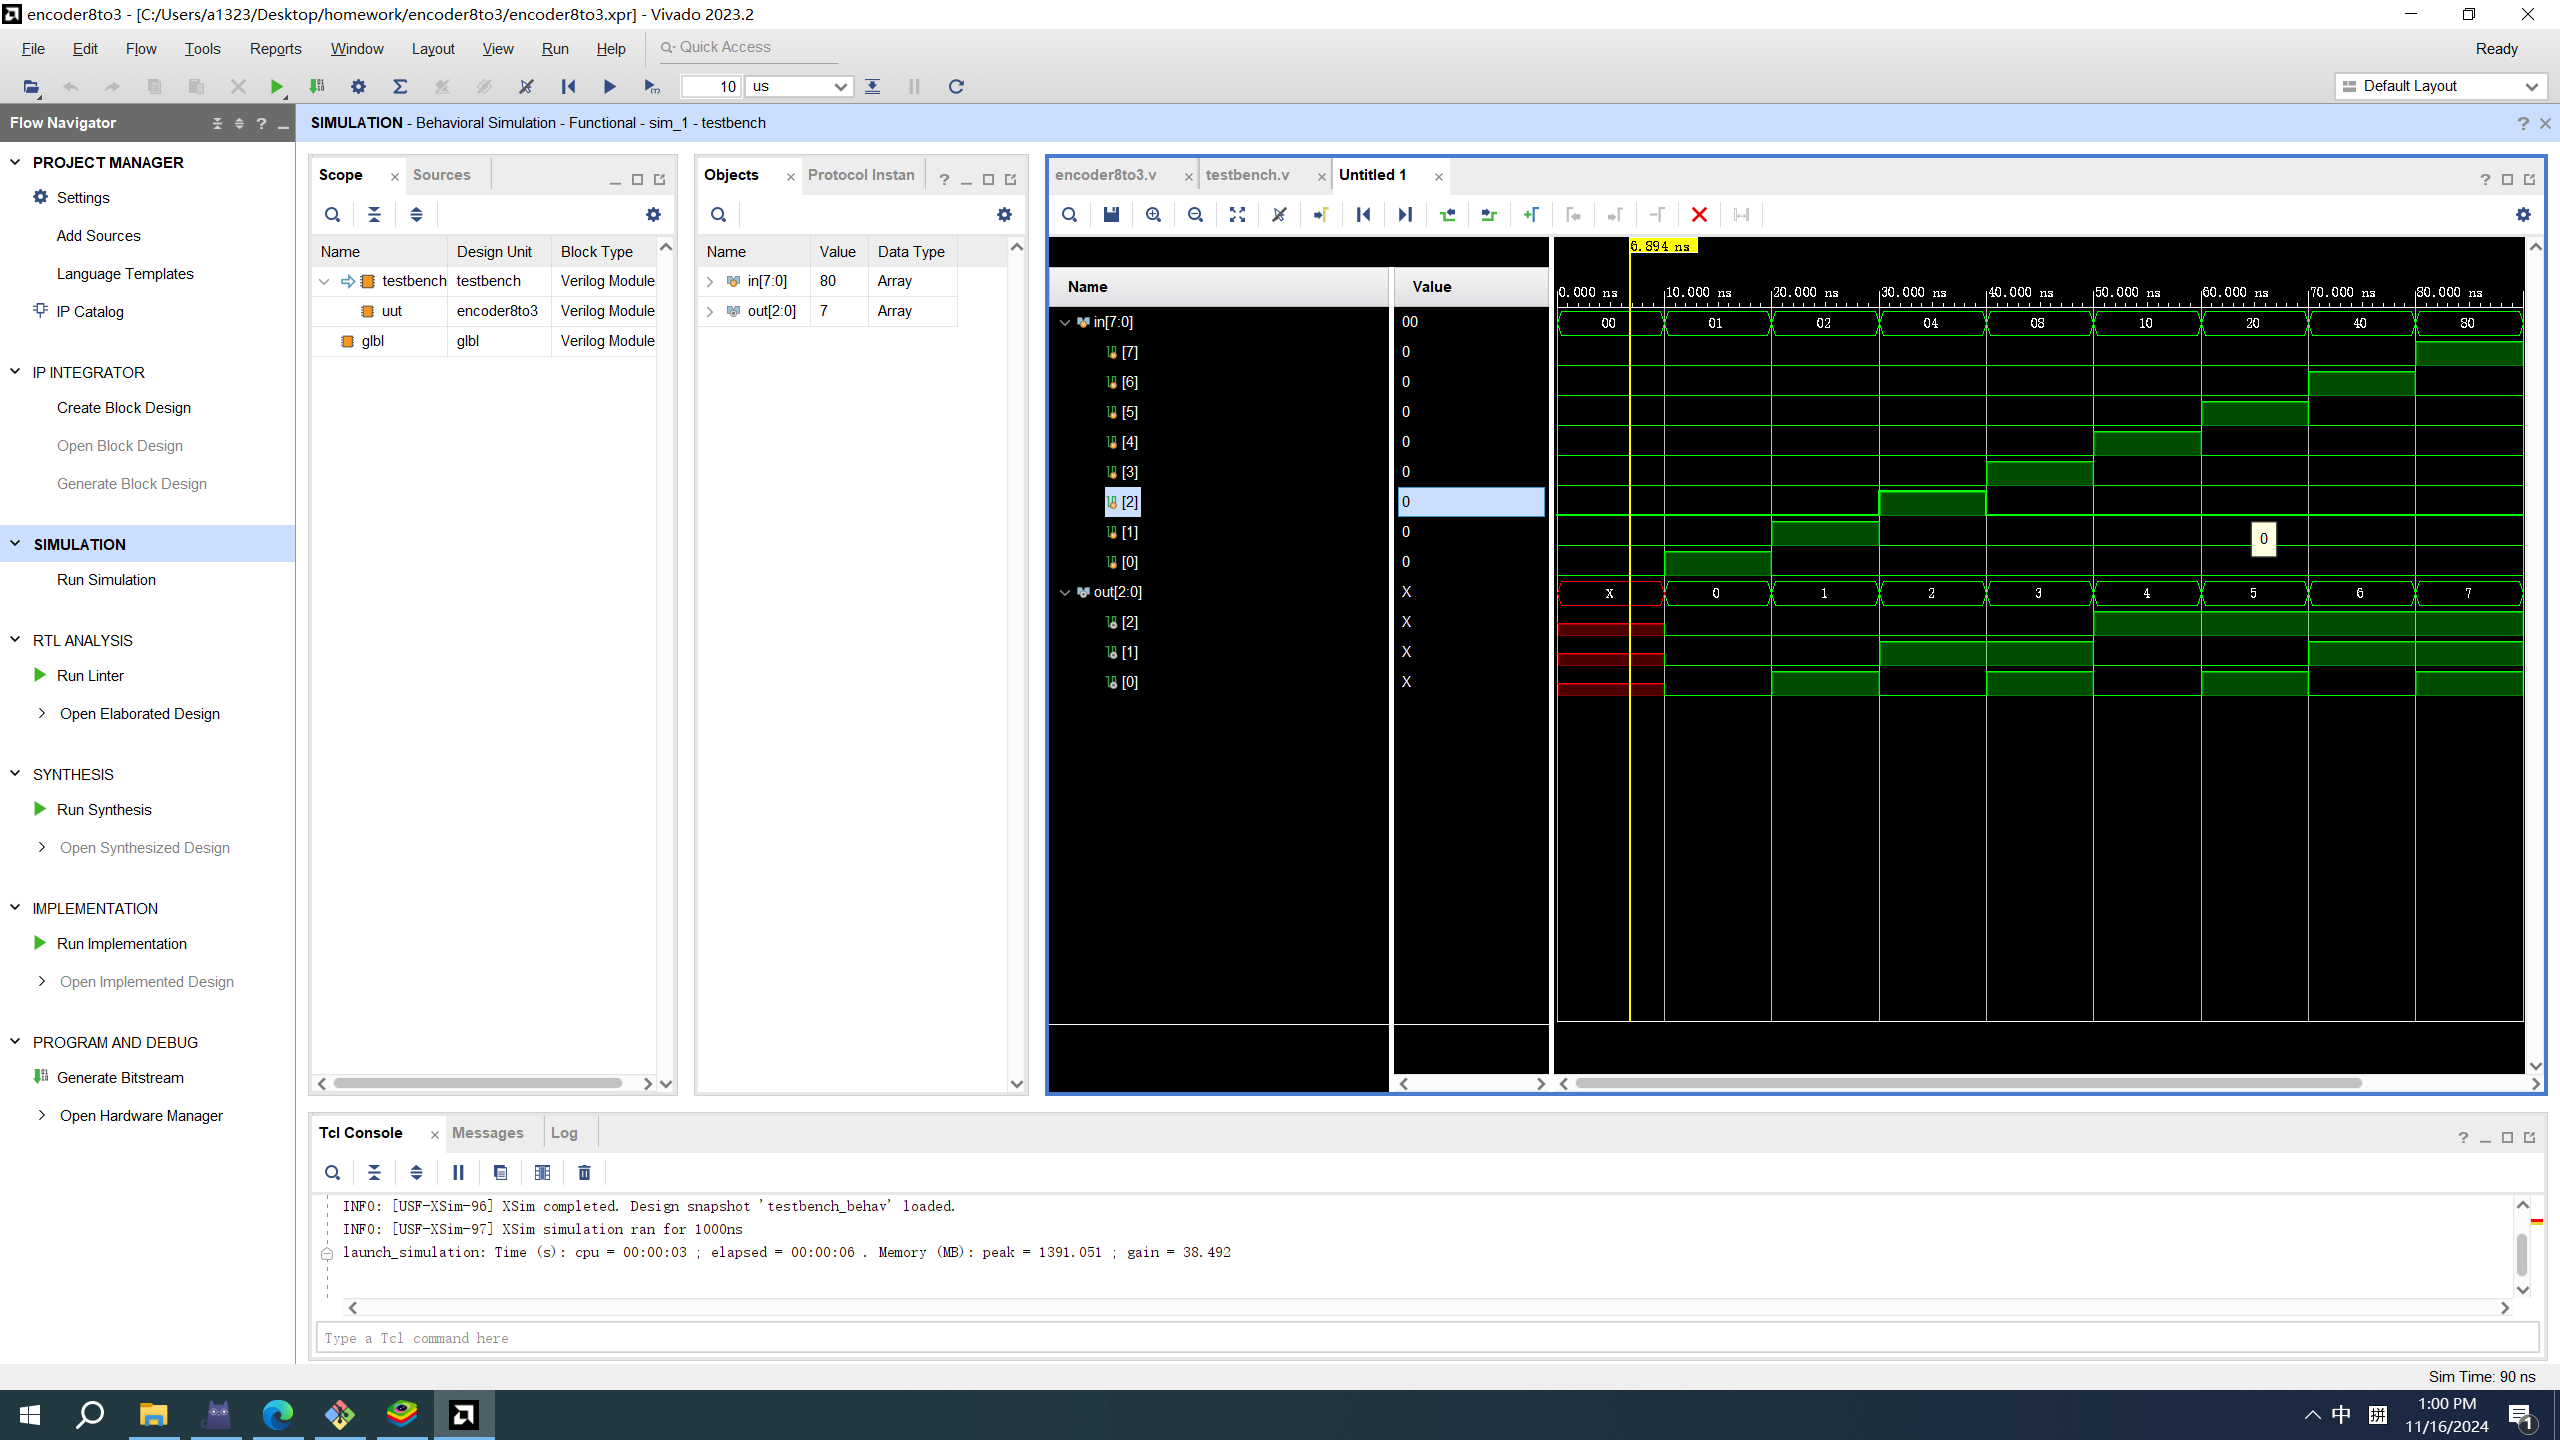 encoder8to3 - [C:/Users/a1323/Desktop/homework/encoder8to3/encoder8to3.xpr] - Vivado 2023.2
File Edit Flow Tools Reports Window Layout View Run Help Quick Access Ready
10 us Default Layout
Flow Navigator
SIMULATION - Behavioral Simulation - Functional - sim_1 - testbench
PROJECT MANAGER
Settings
Add Sources
Language Templates
IP Catalog
IP INTEGRATOR
Create Block Design
Open Block Design
Generate Block Design
SIMULATION
Run Simulation
RTL ANALYSIS
Run Linter
Open Elaborated Design
SYNTHESIS
Run Synthesis
Open Synthesized Design
IMPLEMENTATION
Run Implementation
Open Implemented Design
PROGRAM AND DEBUG
Generate Bitstream
Open Hardware Manager
Scope Sources
Name Design Unit Block Type
testbench testbench Verilog Module
uut encoder8to3 Verilog Module
glbl glbl Verilog Module
Objects Protocol Instan
Name Value Data Type
in[7:0] 80 Array
out[2:0] 7 Array
encoder8to3.v testbench.v Untitled 1
6.894 ns
Name Value 0.000 ns 10.000 ns 20.000 ns 30.000 ns 40.000 ns 50.000 ns 60.000 ns 70.000 ns 80.000 ns
in[7:0] 00 00 01 02 04 08 10 20 40 80
[7] 0
[6] 0
[5] 0
[4] 0
[3] 0
[2] 0
[1] 0 0
[0] 0
out[2:0] X X 0 1 2 3 4 5 6 7
[2] X
[1] X
[0] X
Tcl Console Messages Log
INFO: [USF-XSim-96] XSim completed. Design snapshot 'testbench_behav' loaded.
INFO: [USF-XSim-97] XSim simulation ran for 1000ns
launch_simulation: Time (s): cpu = 00:00:03 ; elapsed = 00:00:06 . Memory (MB): peak = 1391.051 ; gain = 38.492
Type a Tcl command here
Sim Time: 90 ns
中 拼 1:00 PM
11/16/2024 1